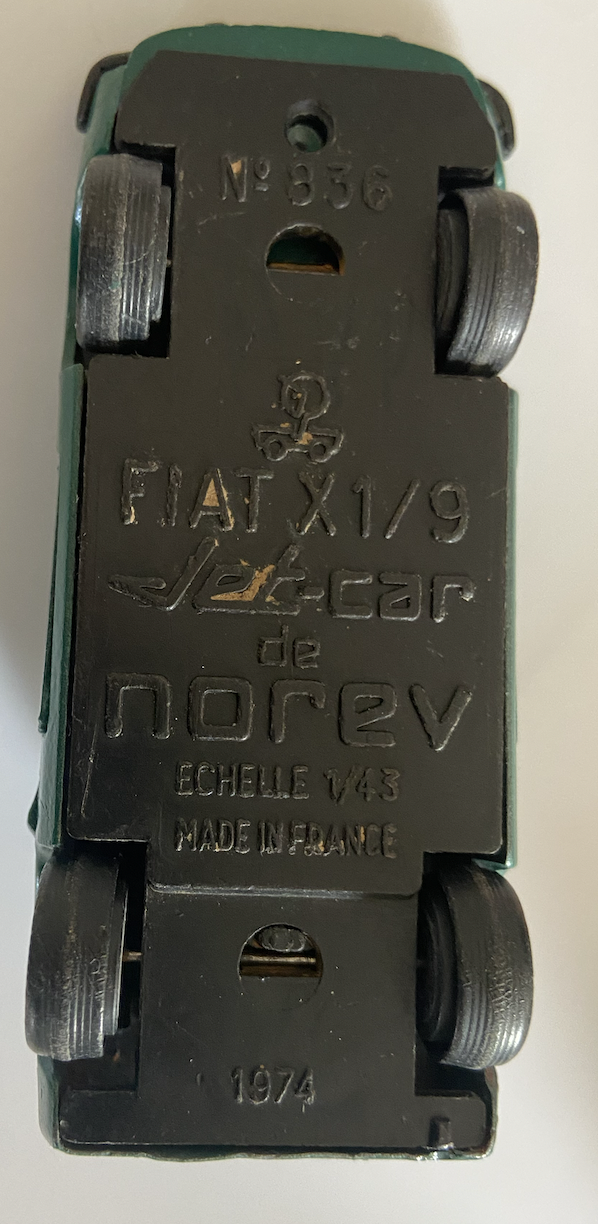 Nº 836
FIAT X1/9
Jet-car
de
norev
ECHELLE 1/43
MADE IN FRANCE
1974